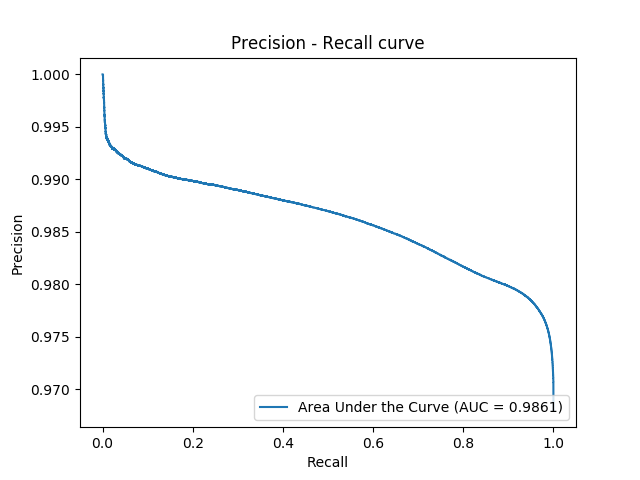 Precision - Recall curve
1.000
0.995
0.990
0.985
0.980
0.975
0.970
Precision
Area Under the Curve (AUC = 0.9861)
0.0 0.2 0.4 0.6 0.8 1.0
Recall